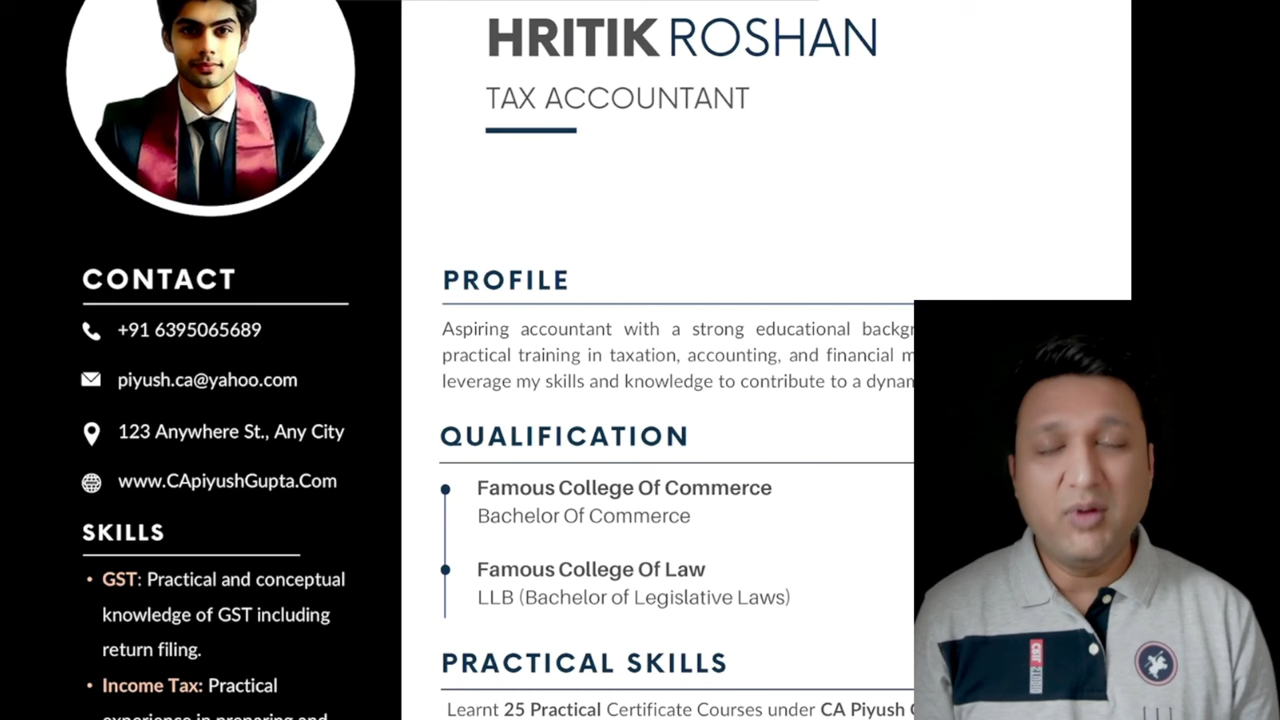 HRITIK ROSHAN
TAX ACCOUNTANT
CONTACT
+91 6395065689
piyush.ca@yahoo.com
123 Anywhere St., Any City
www.CApiyushGupta.Com
SKILLS
• GST: Practical and conceptual
knowledge of GST including
return filing.
• Income Tax: Practical
experience in preparing and
PROFILE
Aspiring accountant with a strong educational
practical training in taxation, accounting, and financial
leverage my skills and knowledge to contribute to a
QUALIFICATION
Famous College Of Commerce
Bachelor Of Commerce
Famous College Of Law
LLB (Bachelor of Legislative Laws)
PRACTICAL SKILLS
Learnt 25 Practical Certificate Courses under CA Piyush